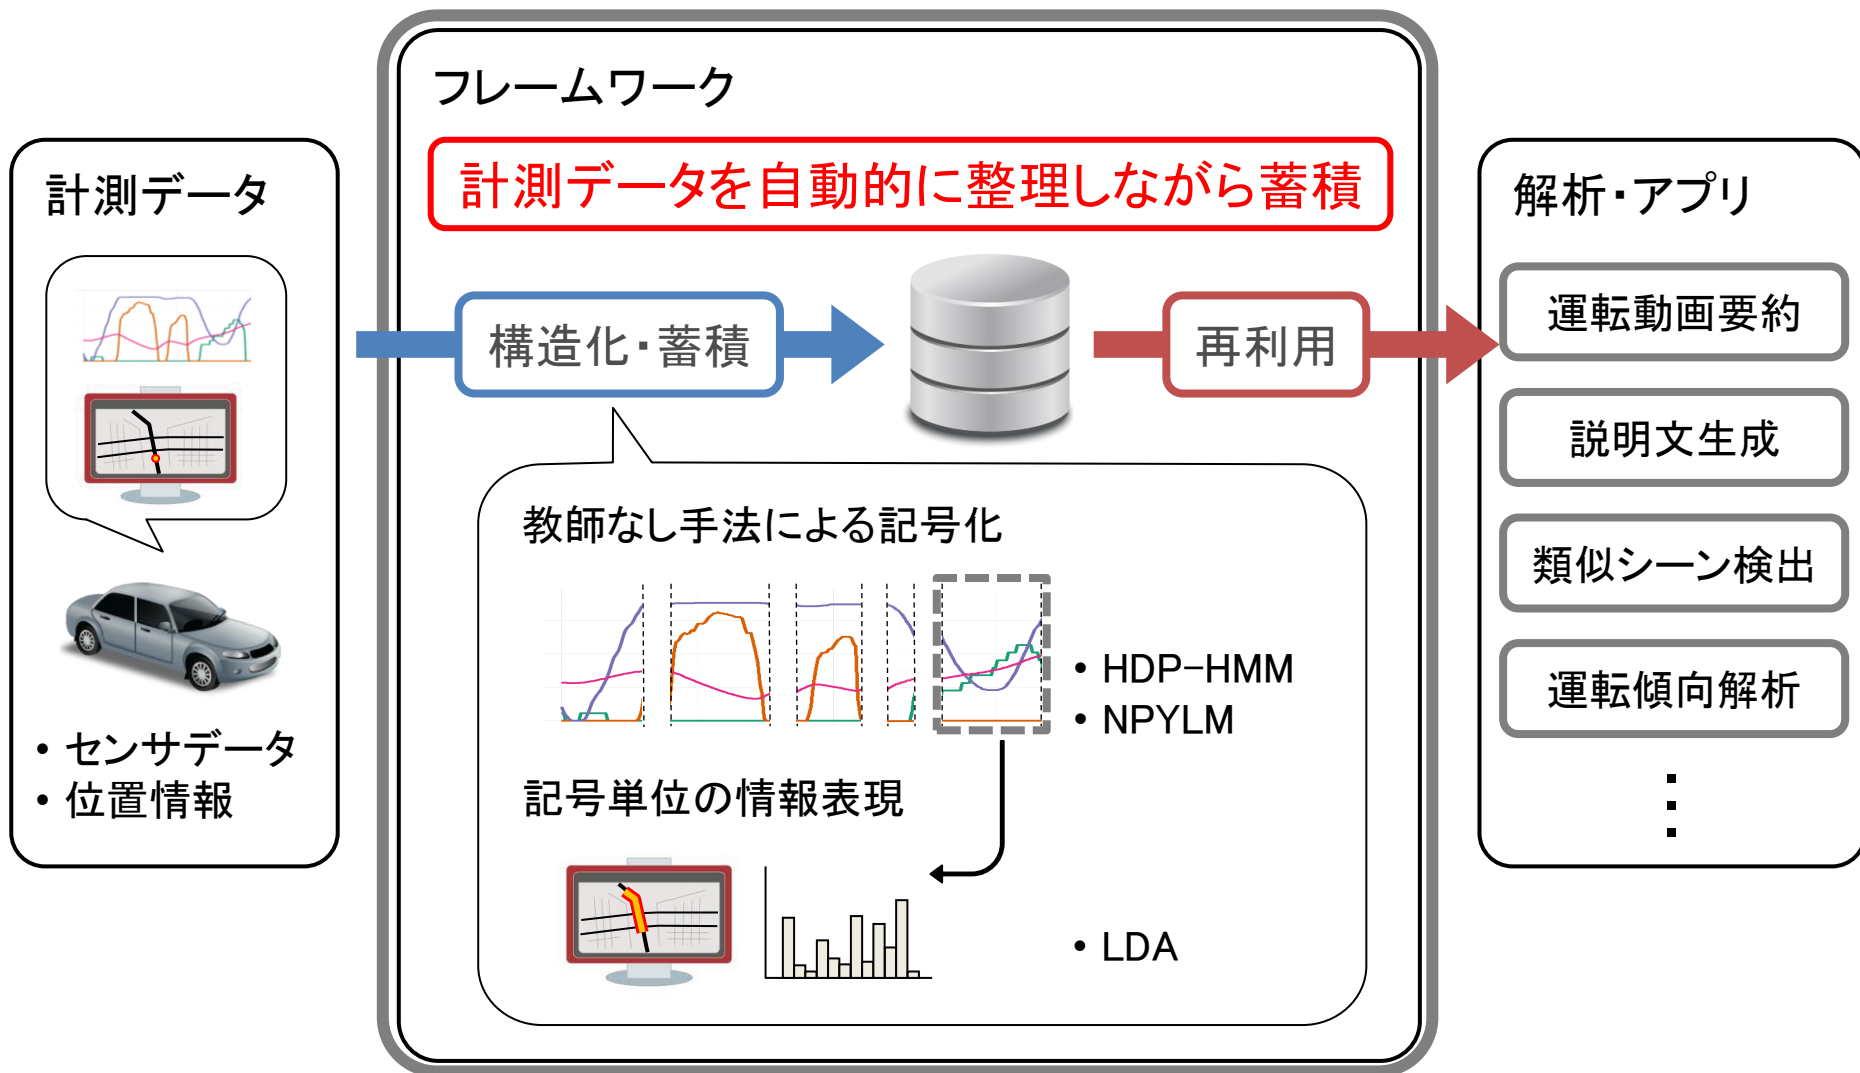 フレームワーク
計測データを自動的に整理しながら蓄積
計測データ
• センサデータ
• 位置情報
構造化・蓄積
再利用
教師なし手法による記号化
• HDP-HMM
• NPYLM
記号単位の情報表現
• LDA
解析・アプリ
運転動画要約
説明文生成
類似シーン検出
運転傾向解析
⋮